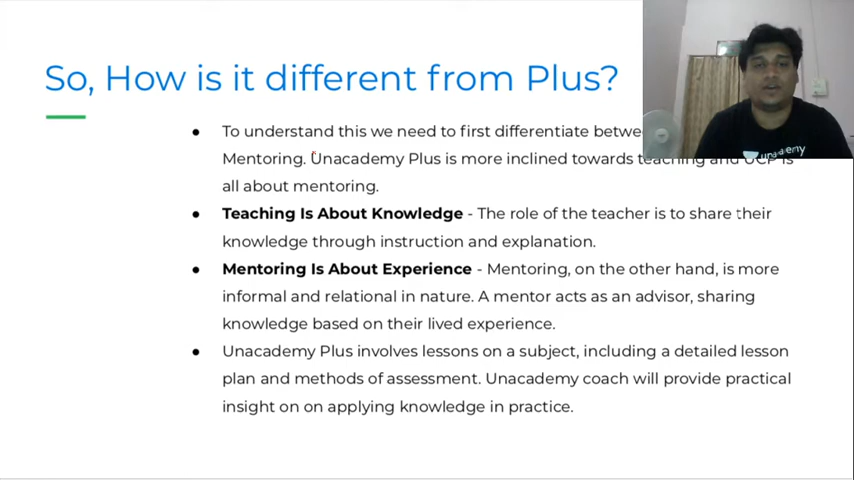 So, How is it different from Plus?
● To understand this we need to first differentiate betwe
Mentoring. Unacademy Plus is more inclined towards teaching and UCP is
all about mentoring.
● Teaching Is About Knowledge - The role of the teacher is to share their
knowledge through instruction and explanation.
● Mentoring Is About Experience - Mentoring, on the other hand, is more
informal and relational in nature. A mentor acts as an advisor, sharing
knowledge based on their lived experience.
● Unacademy Plus involves lessons on a subject, including a detailed lesson
plan and methods of assessment. Unacademy coach will provide practical
insight on on applying knowledge in practice.
unacademy